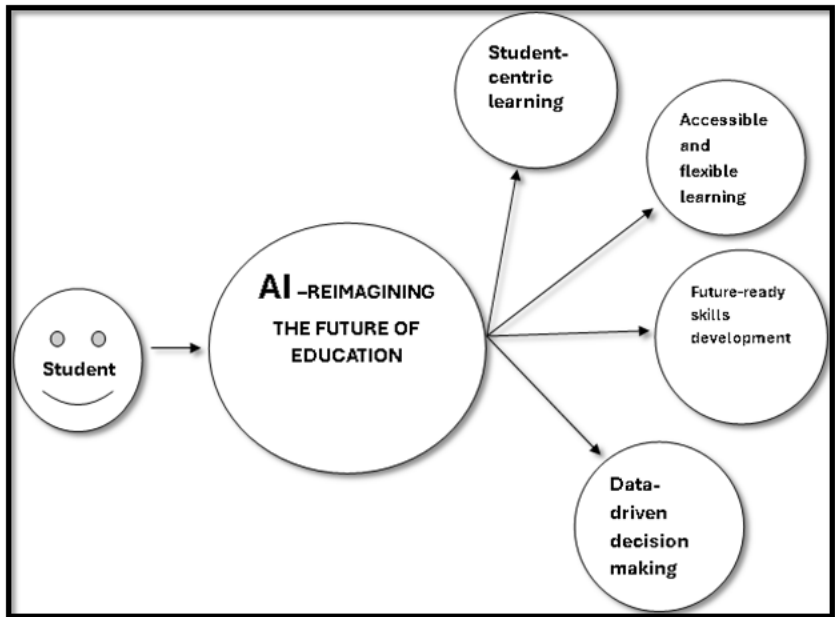 Student-
centric
learning
Accessible
and
flexible
learning
AI –REIMAGINING
THE FUTURE OF
EDUCATION
Future-ready
skills
development
Student
Data-
driven
decision
making